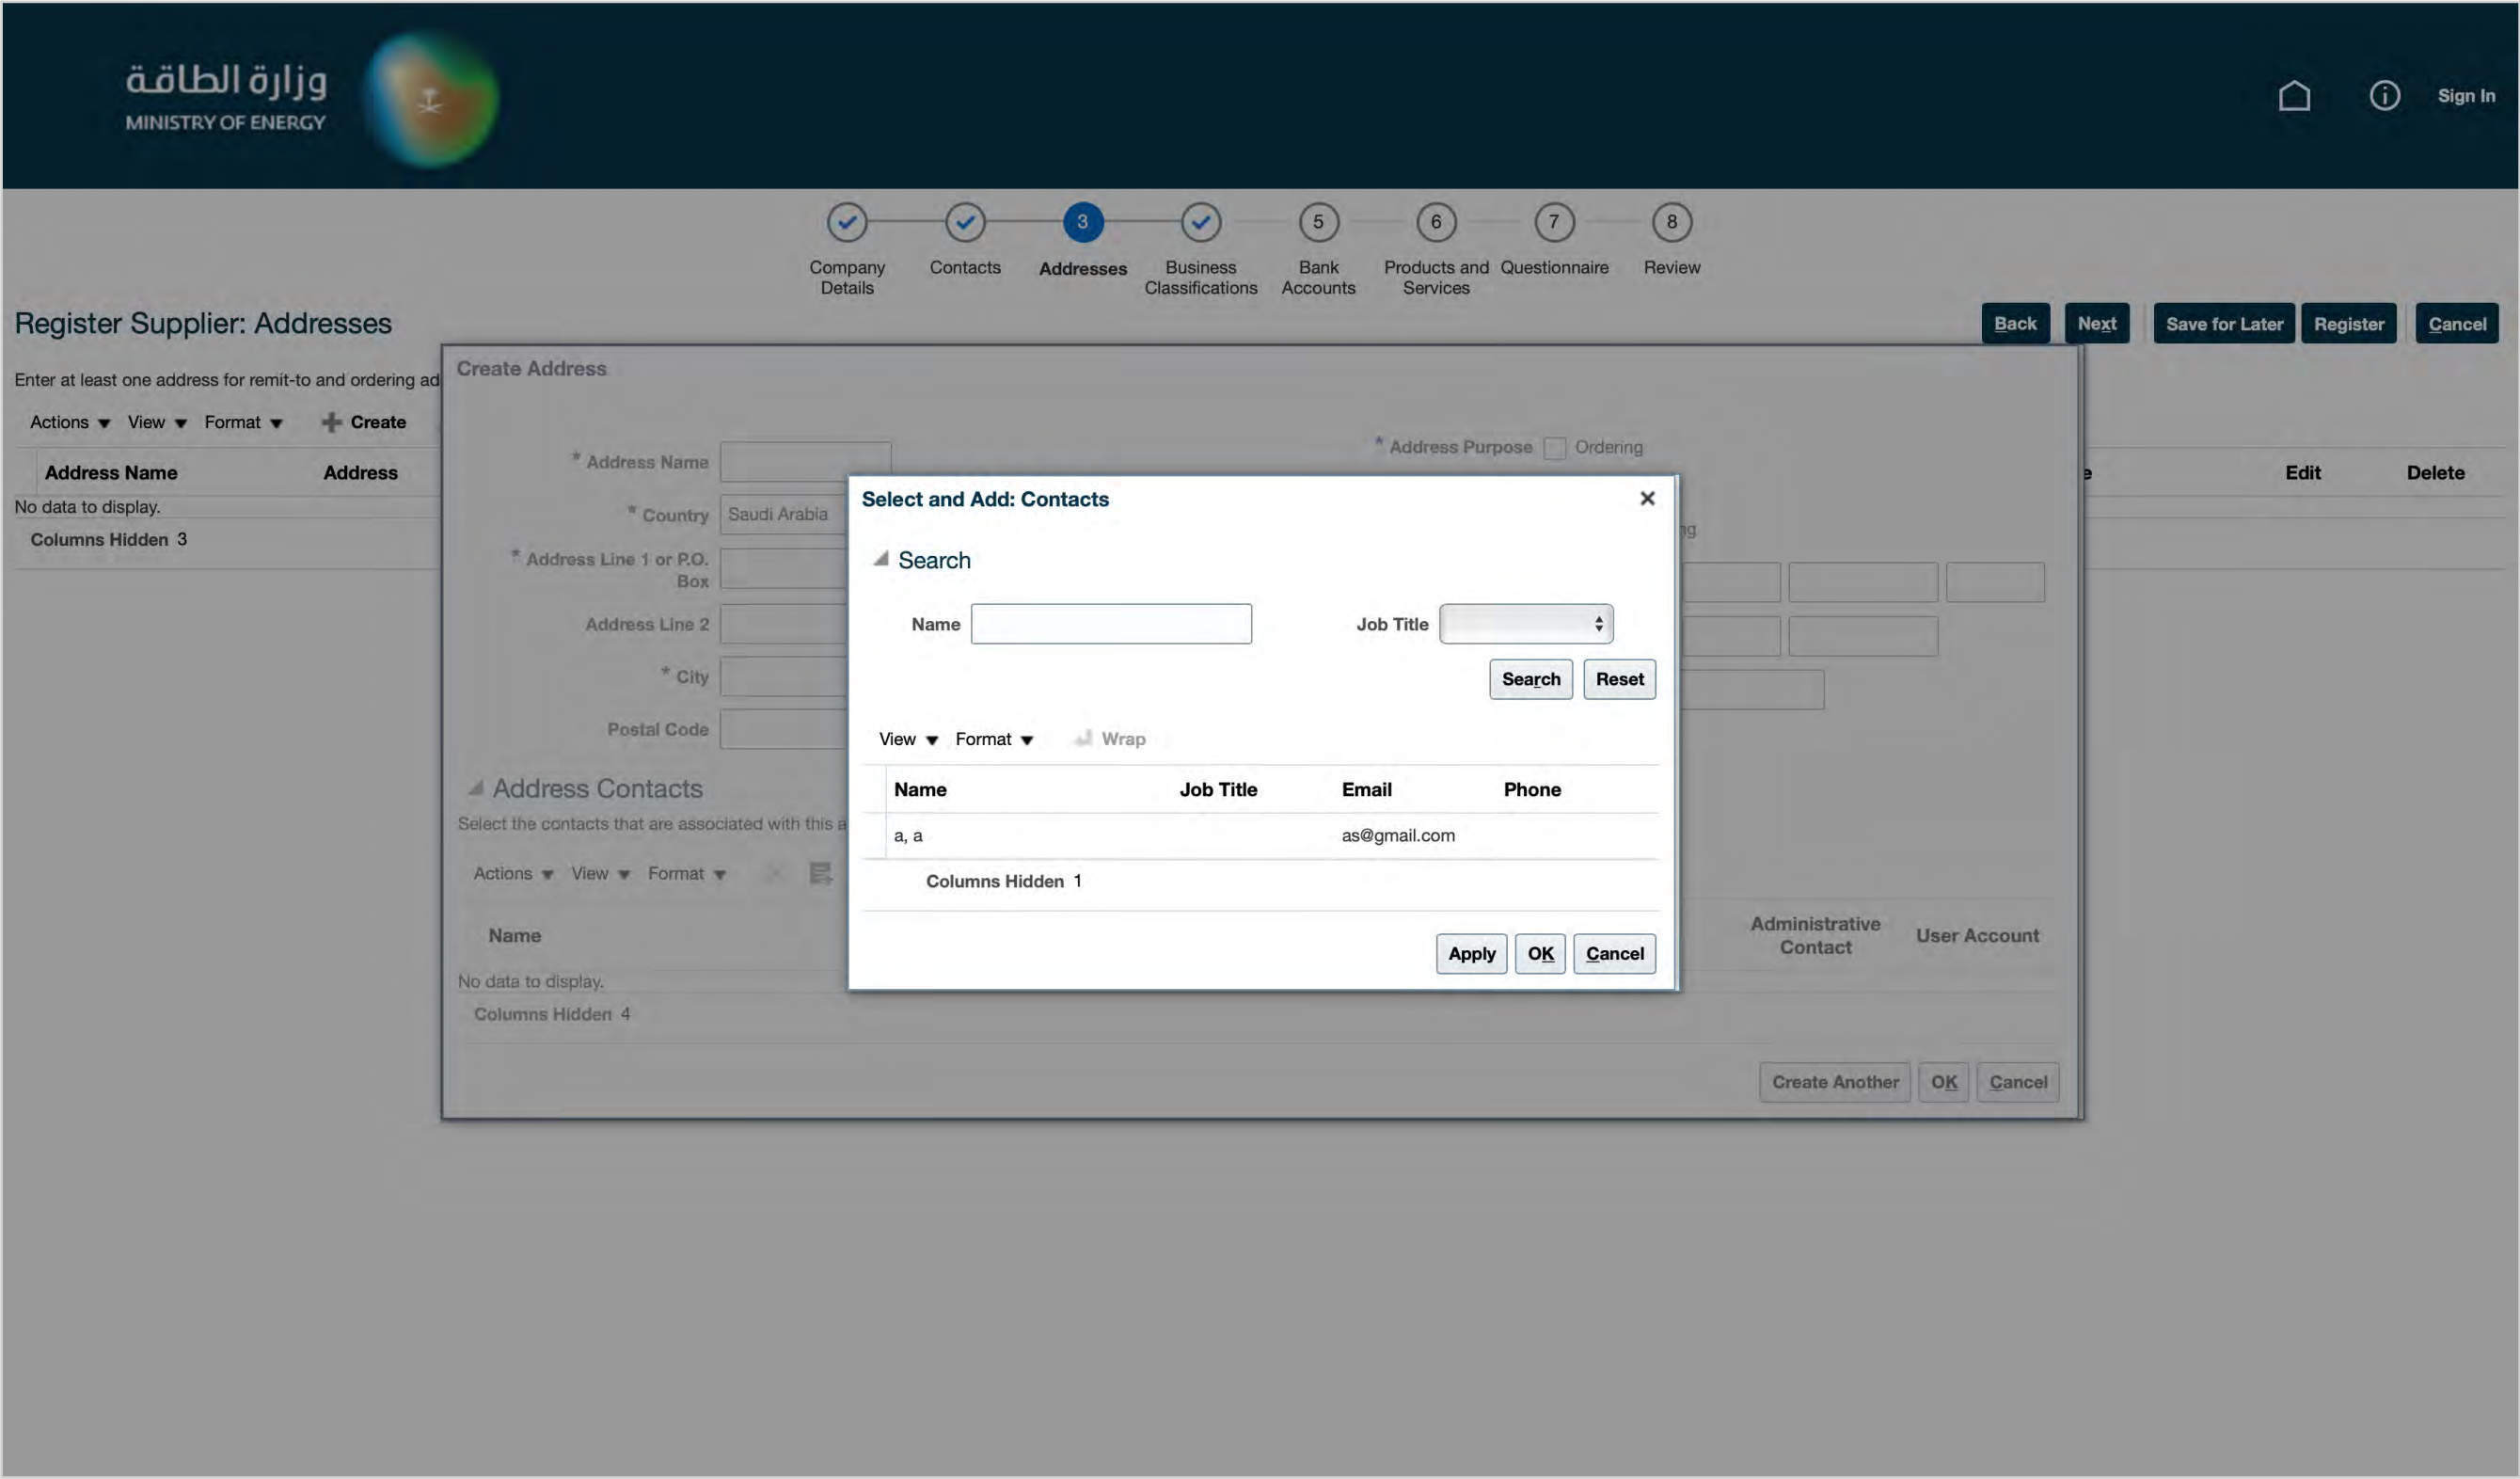 وزارة الطاقة
MINISTRY OF ENERGY
Sign In
3
5
6
7
8
Company Details
Contacts
Addresses
Business Classifications
Bank Accounts
Products and Services
Questionnaire
Review
Register Supplier: Addresses
Back
Next
Save for Later
Register
Cancel
Enter at least one address for remit-to and ordering
Actions
View
Format
Create
Address Name
Address
Edit
Delete
No data to display.
Columns Hidden 3
Create Address
* Address Name
* Address Purpose
Ordering
* Country
Saudi Arabia
* Address Line 1 or P.O. Box
Address Line 2
* City
Postal Code
Address Contacts
Select the contacts that are associated with this
Actions
View
Format
Name
Administrative Contact
User Account
No data to display.
Columns Hidden 4
Create Another
OK
Cancel
Select and Add: Contacts
Search
Name
Job Title
Search
Reset
View
Format
Wrap
Name
Job Title
Email
Phone
a, a
as@gmail.com
Columns Hidden 1
Apply
OK
Cancel